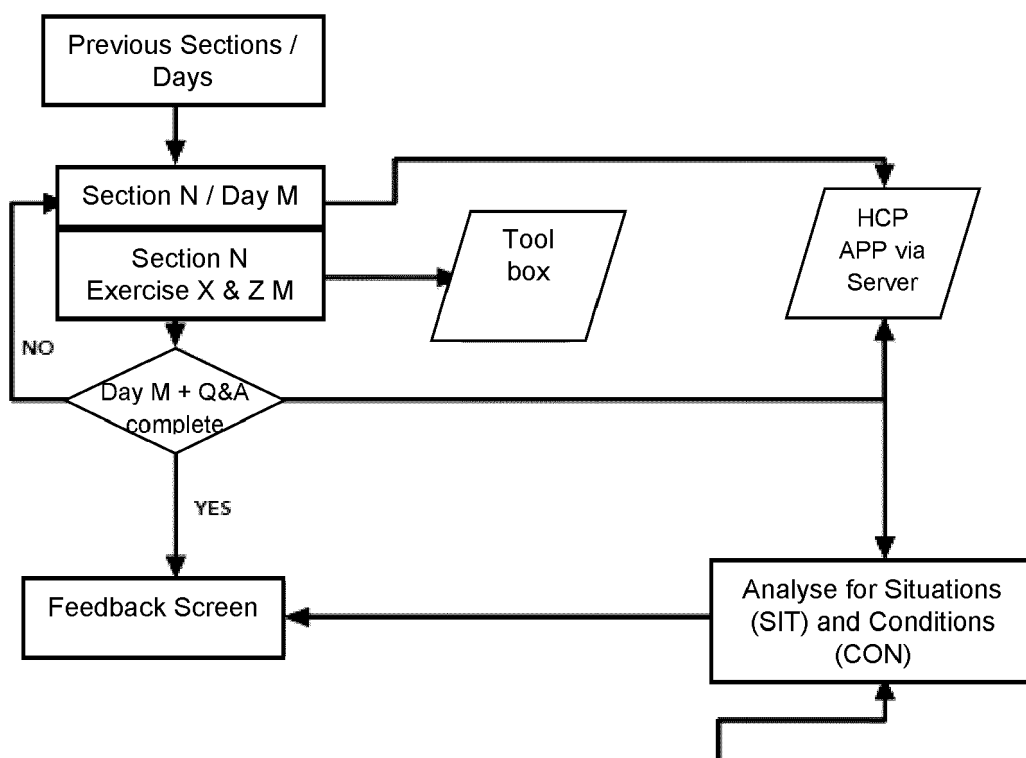 Previous Sections /
Days
Section N / Day M
Section N
Exercise X & Z M
Tool
box
HCP
APP via
Server
NO
Day M + Q&A
complete
YES
Feedback Screen
Analyse for Situations
(SIT) and Conditions
(CON)